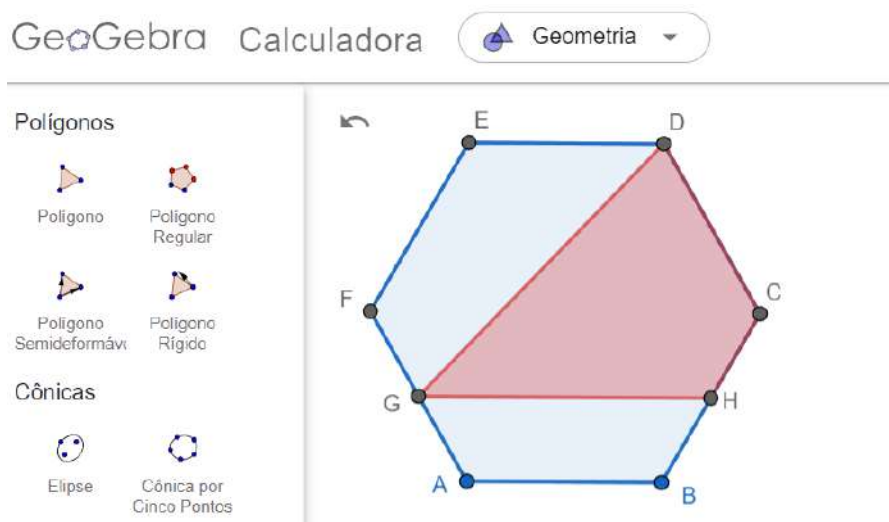 GeoGebra Calculadora Geometria
Polígonos
Polígono
Polígono
Regular
Polígono
Semideformáv
Polígono
Rígido
Cônicas
Elipse
Cônica por
Cinco Pontos
E
D
F
C
G
H
A
B